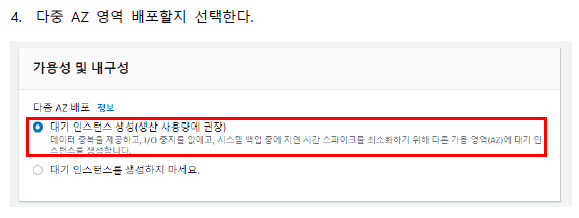 4. 다중 AZ 영역 배포할지 선택한다.
가용성 및 내구성
다중 AZ 배포 정보
대기 인스턴스 생성(생산 사용량에 권장)
데이터 중복을 제공하고, I/O 중지를 없애고, 시스템 백업 중에 지연 시간 스파이크를 최소화하기 위해 다른 가용 영역(AZ)에 대기 인
스턴스를 생성합니다.
대기 인스턴스를 생성하지 마세요.